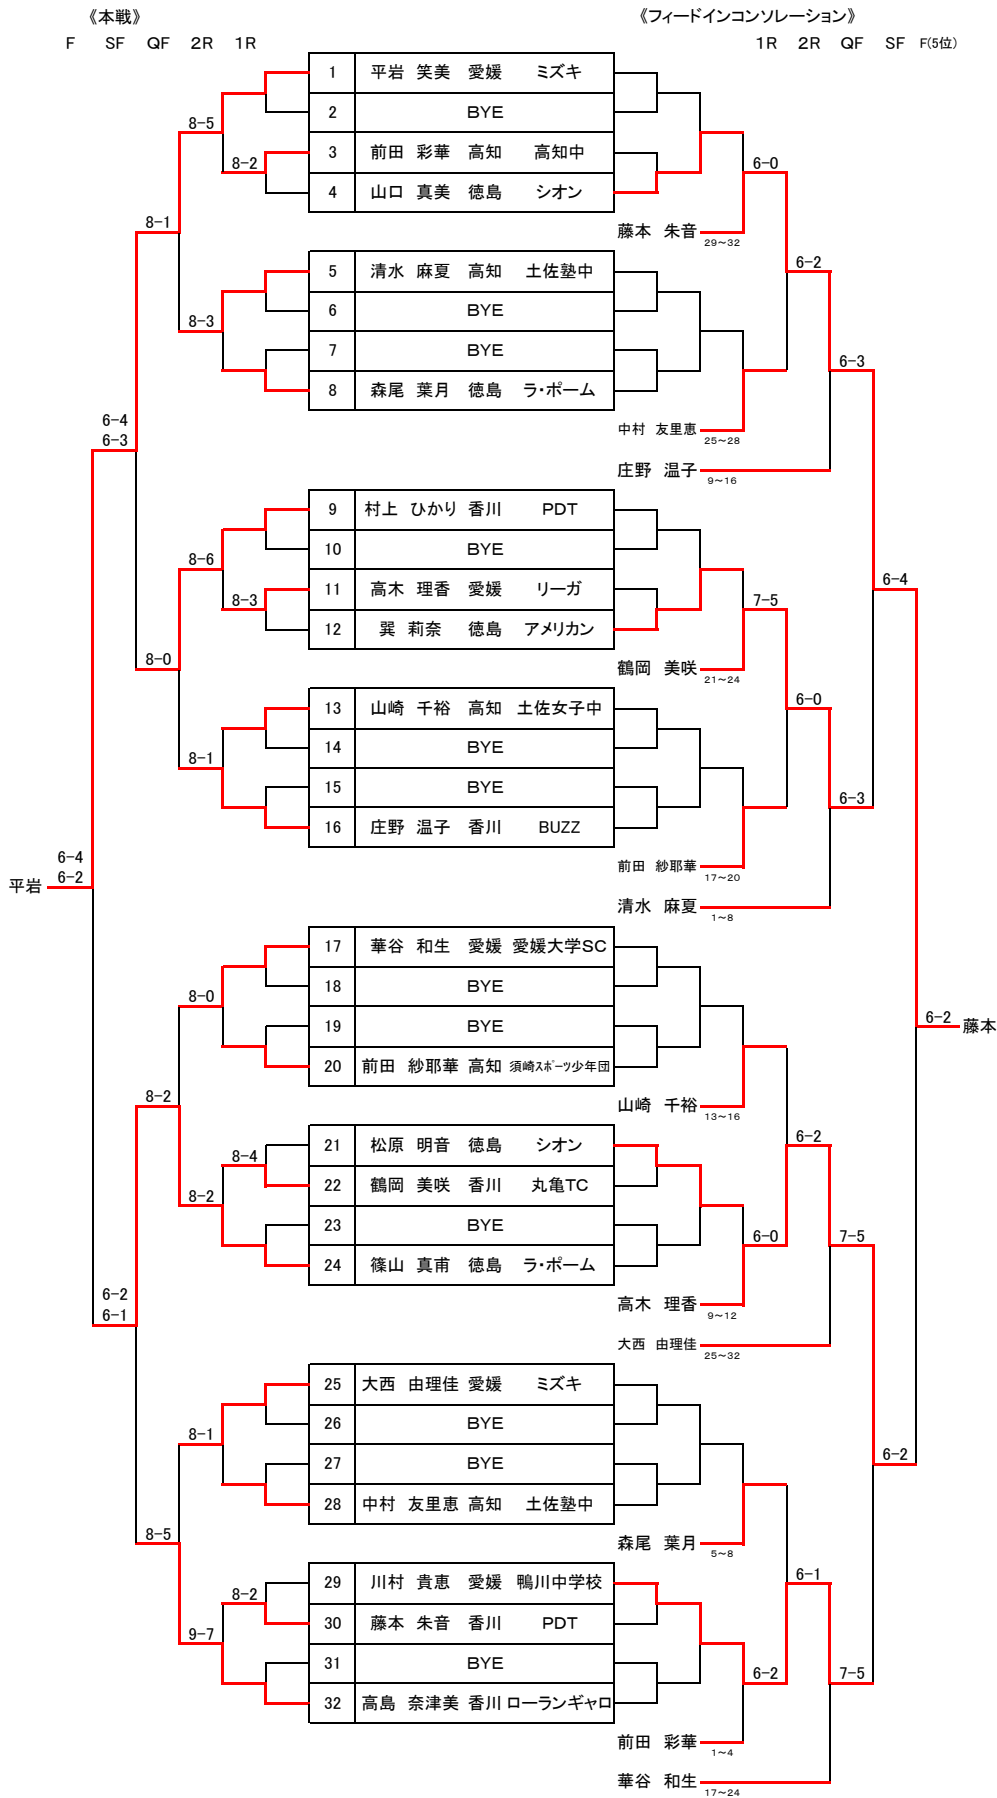 《本戦》 《フィードインコンソレーション》
F SF QF 2R 1R 1R 2R QF SF F(5位)
1 平岩 笑美 愛媛 ミズキ
2 BYE
8-5
3 前田 彩華 高知 高知中
8-2 6-0
4 山口 真美 徳島 シオン
8-1
藤本 朱音
29~32
5 清水 麻夏 高知 土佐塾中
6-2
6 BYE
8-3
7 BYE
6-3
8 森尾 葉月 徳島 ラ・ポーム
6-4
6-3
中村 友里恵
25~28
庄野 温子
9~16
9 村上 ひかり 香川 PDT
10 BYE
8-6
11 高木 理香 愛媛 リーガ
6-4
8-3 7-5
12 巽 莉奈 徳島 アメリカン
8-0
鶴岡 美咲
21~24
13 山崎 千裕 高知 土佐女子中
6-0
14 BYE
8-1
15 BYE
6-3
16 庄野 温子 香川 BUZZ
6-4
6-2
平岩
前田 紗耶華
17~20
清水 麻夏
1~8
17 華谷 和生 愛媛 愛媛大学SC
18 BYE
8-0
19 BYE
6-2 藤本
20 前田 紗耶華 高知 須崎スポーツ少年団
8-2
山崎 千裕
13~16
21 松原 明音 徳島 シオン
8-4 6-2
22 鶴岡 美咲 香川 丸亀TC
8-2
23 BYE
6-0 7-5
24 篠山 真甫 徳島 ラ・ポーム
6-2
6-1
高木 理香
9~12
大西 由理佳
25~32
25 大西 由理佳 愛媛 ミズキ
26 BYE
8-1
27 BYE
6-2
28 中村 友里恵 高知 土佐塾中
8-5
森尾 葉月
5~8
29 川村 貴恵 愛媛 鴨川中学校
8-2 6-1
30 藤本 朱音 香川 PDT
9-7
31 BYE
6-2 7-5
32 高島 奈津美 香川 ローランギャロ
前田 彩華
1~4
華谷 和生
17~24